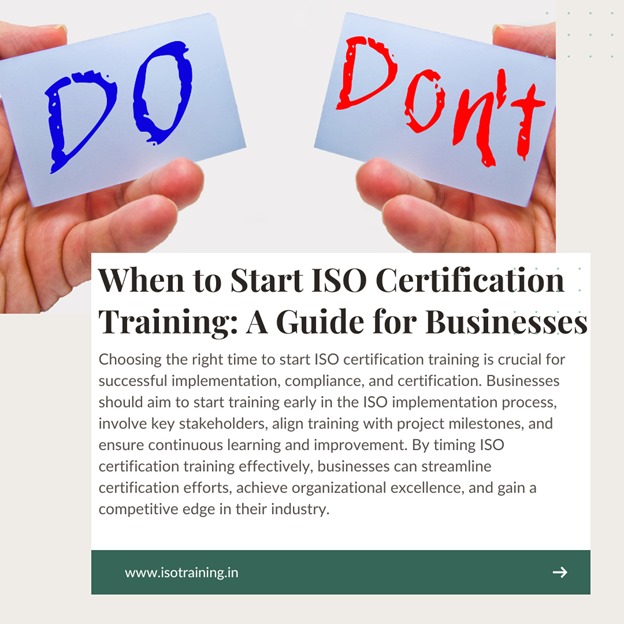 DO
Don't
When to Start ISO Certification
Training: A Guide for Businesses
Choosing the right time to start ISO certification training is crucial for
successful implementation, compliance, and certification. Businesses
should aim to start training early in the ISO implementation process,
involve key stakeholders, align training with project milestones, and
ensure continuous learning and improvement. By timing ISO
certification training effectively, businesses can streamline
certification efforts, achieve organizational excellence, and gain a
competitive edge in their industry.
www.isotraining.in